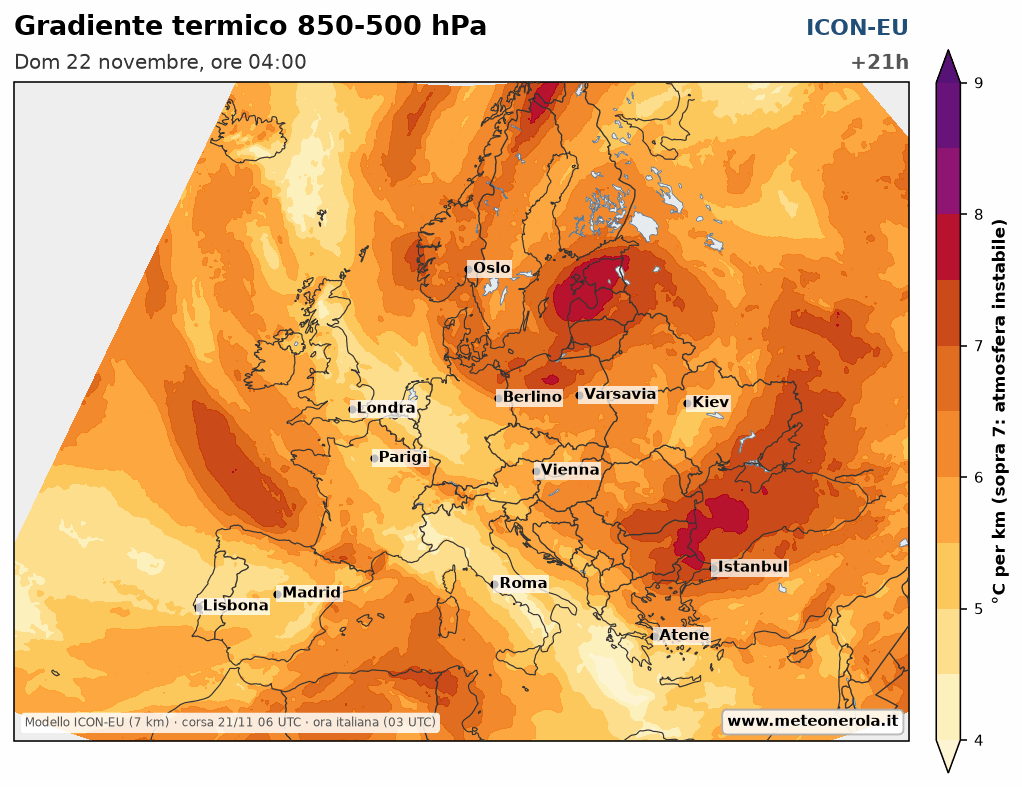 Gradiente termico 850-500 hPa
ICON-EU
Dom 22 novembre, ore 04:00
+21h
9
8
7
6
5
4
°C per km (sopra 7: atmosfera instabile)
Oslo
Londra
Berlino
Varsavia
Kiev
Parigi
Vienna
Istanbul
Roma
Madrid
Lisbona
Atene
Modello ICON-EU (7 km) · corsa 21/11 06 UTC · ora italiana (03 UTC)
www.meteonerola.it